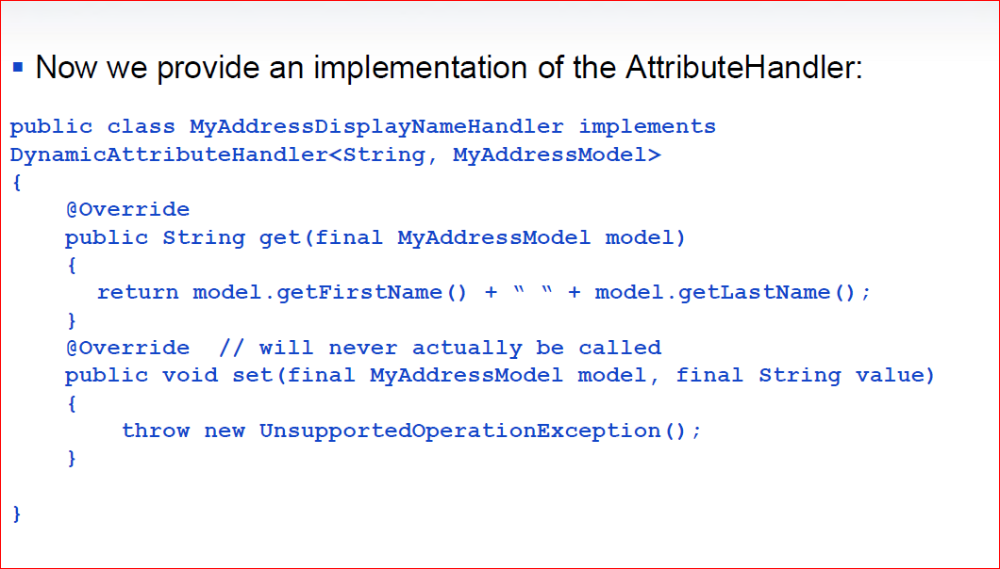 Now we provide an implementation of the AttributeHandler:
public class MyAddressDisplayNameHandler implements
DynamicAttributeHandler<String, MyAddressModel>
{
@Override
public String get(final MyAddressModel model)
{
return model.getFirstName() + “ “ + model.getLastName();
}
@Override // will never actually be called
public void set(final MyAddressModel model, final String value)
{
throw new UnsupportedOperationException();
}
}